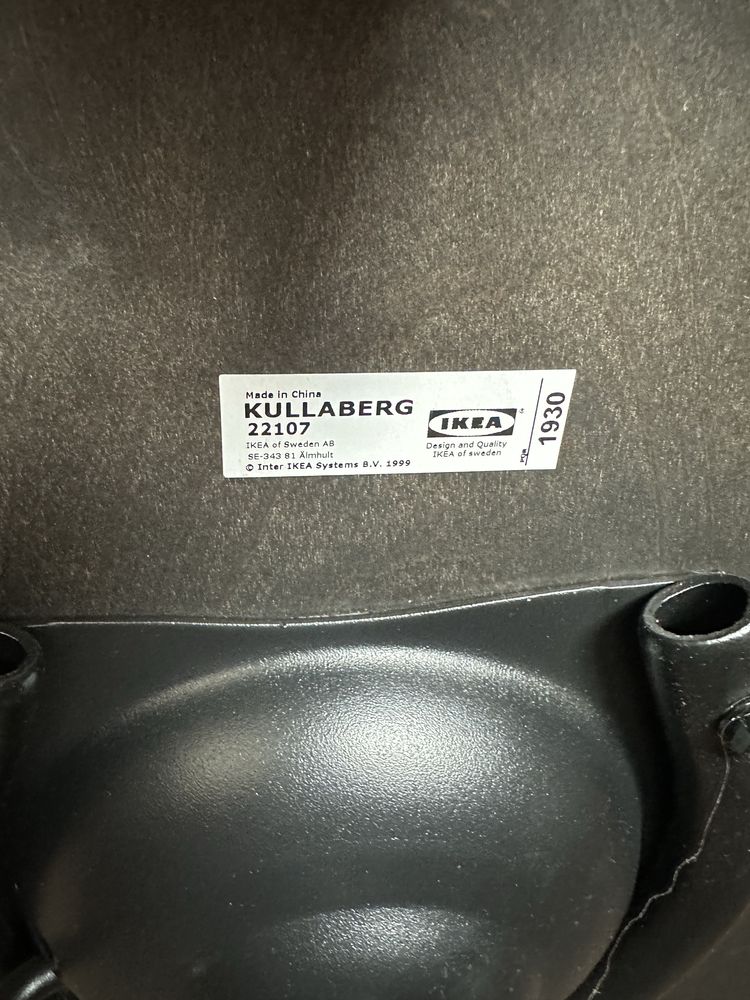 Made in China
KULLABERG
22107
IKEA of Sweden AB
SE-343 81 Älmhult
© Inter IKEA Systems B.V. 1999
IKEA®
Design and Quality
IKEA of sweden
1930